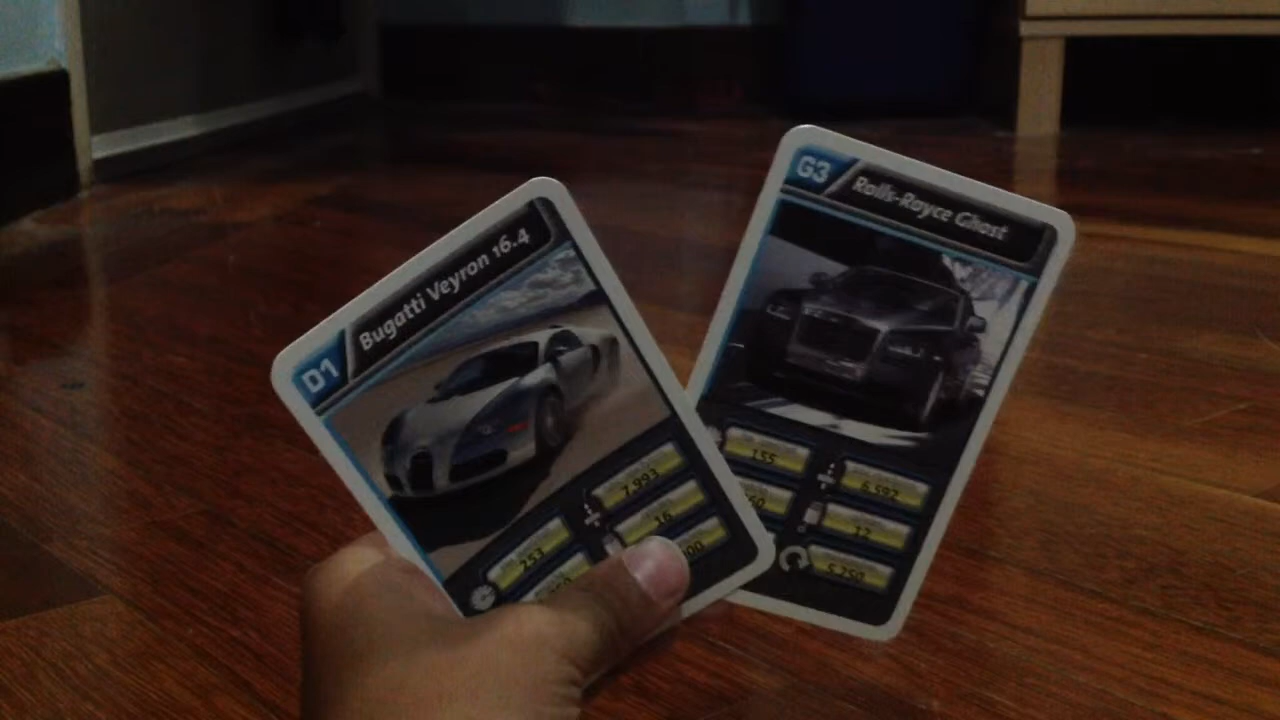 D1
Bugatti Veyron 16.4
7,993
253
16
G3
Rolls-Royce Ghost
155
6,592
12
5,250